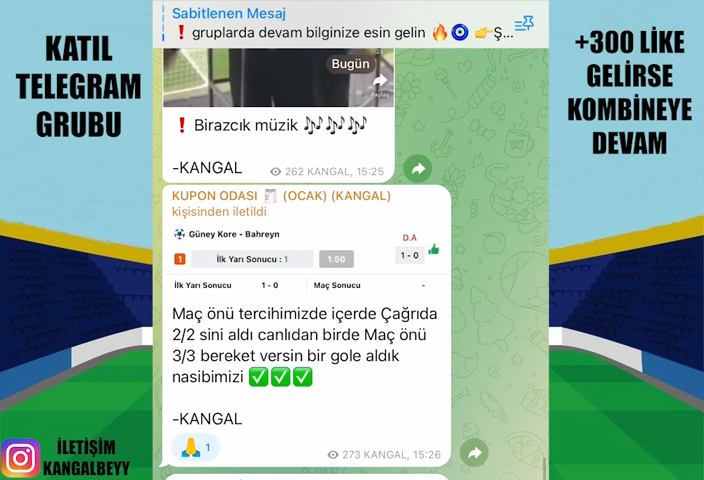 KATIL
TELEGRAM
GRUBU
+300 LİKE
GELİRSE
KOMBİNEYE
DEVAM
Sabitlenen Mesaj
❗ gruplarda devam bilginize esin gelin 🔥🧿 👉Ş...
Bugün
❗ Birazcık müzik 🎶🎶🎶
-KANGAL
262 KANGAL, 15:25
KUPON ODASI (OCAK) (KANGAL)
kişisinden iletildi
⚽ Güney Kore - Bahreyn
D.A
1 İlk Yarı Sonucu : 1 1.50 1 - 0
İlk Yarı Sonucu 1 - 0 Maç Sonucu -
Maç önü tercihimizde içerde Çağrıda
2/2 sini aldı canlıdan birde Maç önü
3/3 bereket versin bir gole aldık
nasibimizi ✅✅✅
-KANGAL
🙏 1
273 KANGAL, 15:26
İLETİŞİM
KANGALBEYY